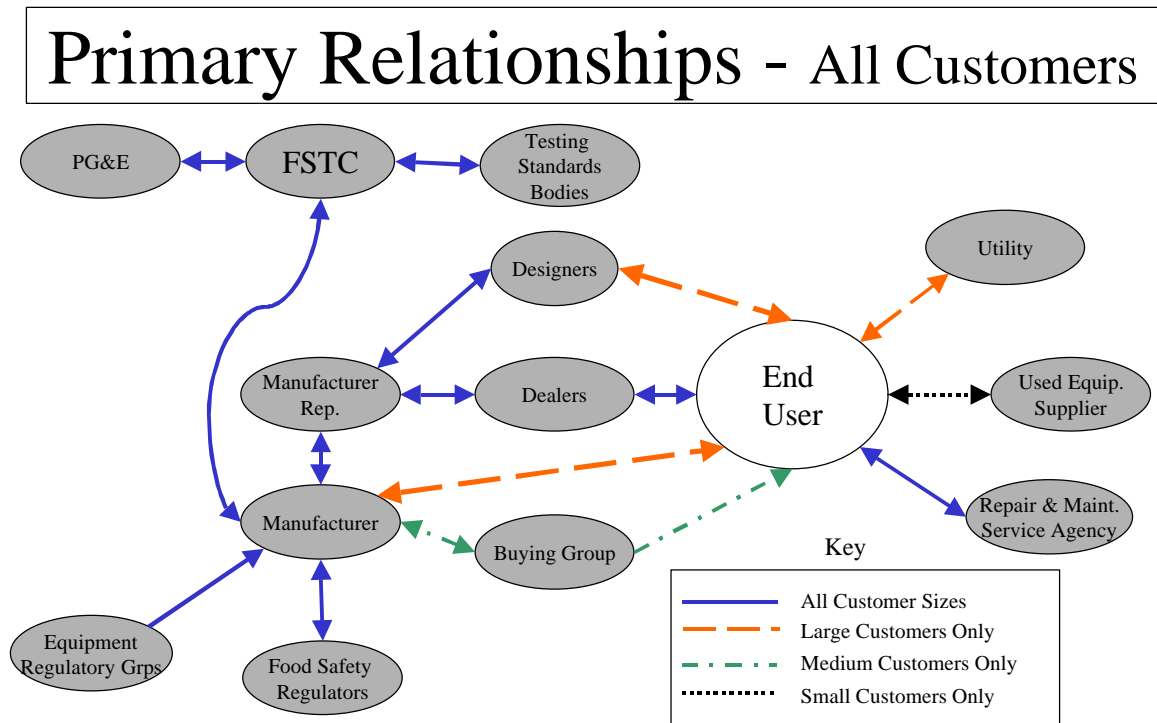 Primary Relationships - All Customers
PG&E
FSTC
Testing
Standards
Bodies
Designers
Utility
Manufacturer
Rep.
Dealers
End
User
Used Equip.
Supplier
Manufacturer
Buying Group
Repair & Maint.
Service Agency
Equipment
Regulatory Grps
Food Safety
Regulators
Key
All Customer Sizes
Large Customers Only
Medium Customers Only
Small Customers Only